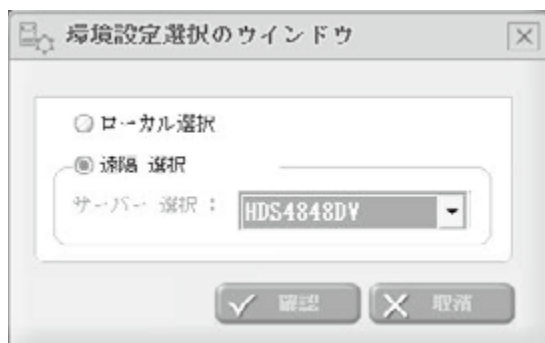 環境設定選択のウインドウ
ローカル選択
遠隔 選択
サーバー 選択：
HDS4848DV
確認
取消